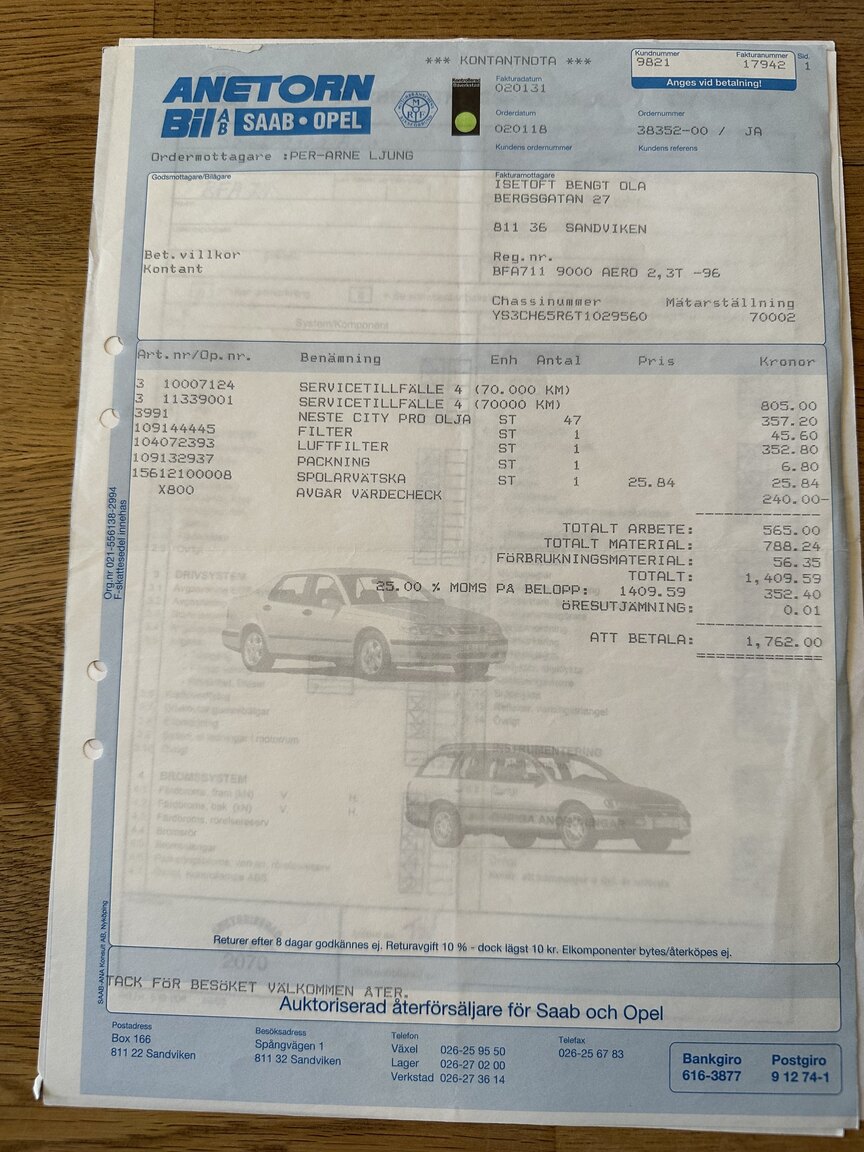 *** KONTANTNOTA ***
Kundnummer Fakturanummer Sid.
9821 17942 1
Anges vid betalning!
ANETORN
Bil AB SAAB • OPEL
Fakturadatum
020131
Orderdatum Ordernummer
020118 38352-00 / JA
Kundens ordernummer Kundens referens
Ordermottagare :PER-ARNE LJUNG
Godsmottagare/Bilägare Fakturamottagare
ISETOFT BENGT OLA
BERGSGATAN 27
811 36 SANDVIKEN
Bet.villkor Reg.nr.
Kontant BFA711 9000 AERO 2,3T -96
Chassinummer Mätarställning
YS3CH65R6T1029560 70002
Art.nr/Op.nr. Benämning Enh Antal Pris Kronor
3 10007124 SERVICETILLFÄLLE 4 (70.000 KM)
3 11339001 SERVICETILLFÄLLE 4 (70000 KM) 805.00
3991 NESTE CITY PRO OLJA ST 47 357.20
109144445 FILTER ST 1 45.60
104072393 LUFTFILTER ST 1 352.80
109132937 PACKNING ST 1 6.80
15612100008 SPOLARVÄTSKA ST 1 25.84 25.84
X800 AVGÅR VÄRDECHECK 240.00-
TOTALT ARBETE: 565.00
TOTALT MATERIAL: 788.24
FÖRBRUKNINGSMATERIAL: 56.35
TOTALT: 1,409.59
25.00 % MOMS PÅ BELOPP: 1409.59 352.40
ÖRESUTJÄMNING: 0.01
ATT BETALA: 1,762.00
Org.nr 021-556138-2994
F-skattesedel innehas
SAAB-ANA Konsult AB, Nyköping
Returer efter 8 dagar godkännes ej. Returavgift 10 % - dock lägst 10 kr. Elkomponenter bytes/återköpes ej.
TACK FÖR BESÖKET VÄLKOMMEN ÅTER.
Auktoriserad återförsäljare för Saab och Opel
Postadress Besöksadress Telefon Telefax
Box 166 Spångvägen 1 Växel 026-25 95 50 026-25 67 83
811 22 Sandviken 811 32 Sandviken Lager 026-27 02 00
Verkstad 026-27 36 14
Bankgiro Postgiro
616-3877 9 12 74-1